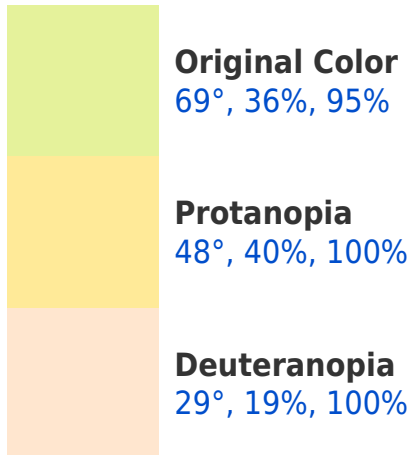 Original Color
69°, 36%, 95%
Protanopia
48°, 40%, 100%
Deuteranopia
29°, 19%, 100%